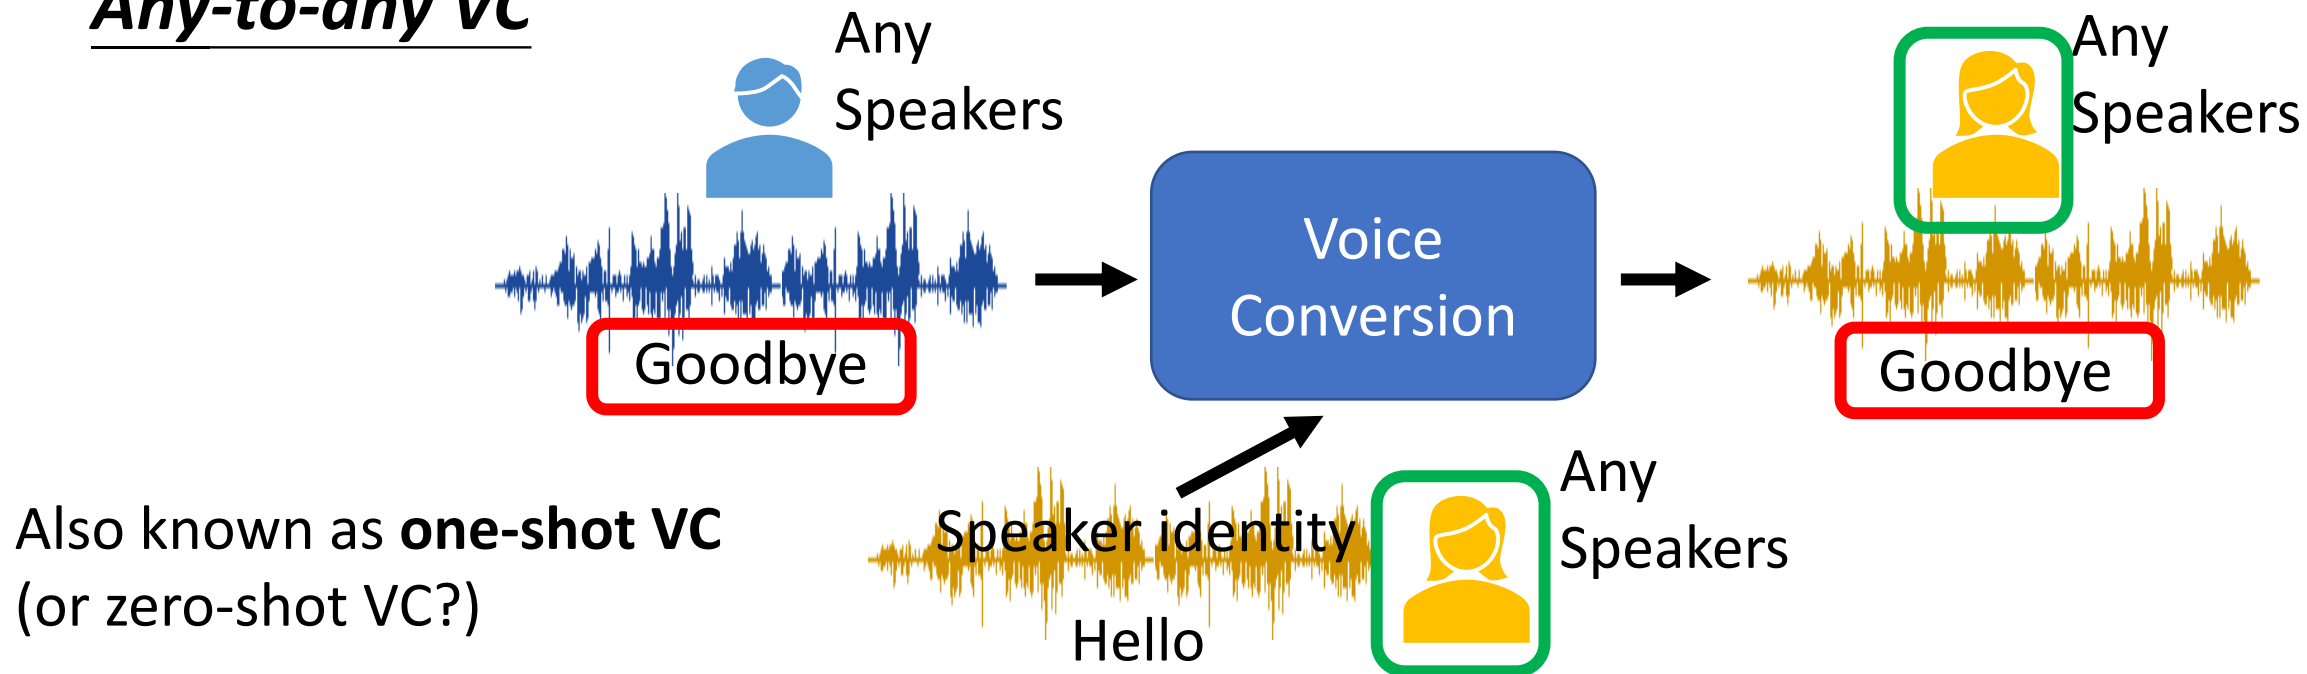 Any-to-any VC
Any
Speakers
Any
Speakers
Voice
Conversion
Goodbye
Goodbye
Any
Speakers
Speaker identity
Hello
Also known as one-shot VC
(or zero-shot VC?)